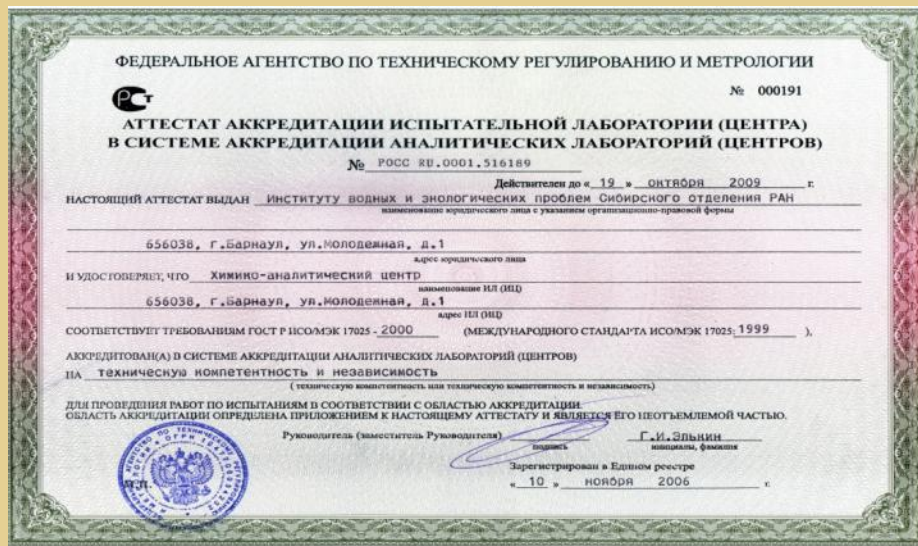 ФЕДЕРАЛЬНОЕ АГЕНТСТВО ПО ТЕХНИЧЕСКОМУ РЕГУЛИРОВАНИЮ И МЕТРОЛОГИИ
№ 000191
РСТ
АТТЕСТАТ АККРЕДИТАЦИИ ИСПЫТАТЕЛЬНОЙ ЛАБОРАТОРИИ (ЦЕНТРА)
В СИСТЕМЕ АККРЕДИТАЦИИ АНАЛИТИЧЕСКИХ ЛАБОРАТОРИЙ (ЦЕНТРОВ)
№ РОСС RU.0001.516189
Действителен до « 19 » октября 2009 г.
НАСТОЯЩИЙ АТТЕСТАТ ВЫДАН Институту водных и экологических проблем Сибирского отделения РАН
наименование юридического лица с указанием организационно-правовой формы
656038, г.Барнаул, ул.Молодежная, д.1
адрес юридического лица
И УДОСТОВЕРЯЕТ, ЧТО Химико-аналитический центр
наименование ИЛ (ИЦ)
656038, г.Барнаул, ул.Молодежная, д.1
адрес ИЛ (ИЦ)
СООТВЕТСТВУЕТ ТРЕБОВАНИЯМ ГОСТ Р ИСО/МЭК 17025 - 2000 (МЕЖДУНАРОДНОГО СТАНДАРТА ИСО/МЭК 17025: 1999 ),
АККРЕДИТОВАН(А) В СИСТЕМЕ АККРЕДИТАЦИИ АНАЛИТИЧЕСКИХ ЛАБОРАТОРИЙ (ЦЕНТРОВ)
НА техническую компетентность и независимость
( техническую компетентность или техническую компетентность и независимость)
ДЛЯ ПРОВЕДЕНИЯ РАБОТ ПО ИСПЫТАНИЯМ В СООТВЕТСТВИИ С ОБЛАСТЬЮ АККРЕДИТАЦИИ.
ОБЛАСТЬ АККРЕДИТАЦИИ ОПРЕДЕЛЕНА ПРИЛОЖЕНИЕМ К НАСТОЯЩЕМУ АТТЕСТАТУ И ЯВЛЯЕТСЯ ЕГО НЕОТЪЕМЛЕМОЙ ЧАСТЬЮ.
Руководитель (заместитель Руководителя) Г.И.Элькин
подпись инициалы, фамилия
М.П.
Зарегистрирован в Едином реестре
« 10 » ноября 2006 г.